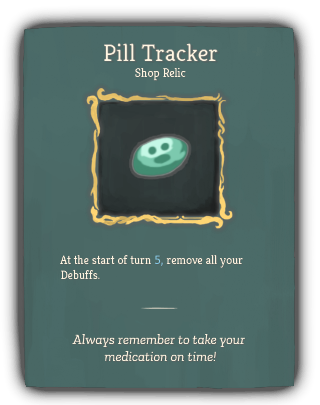 Pill Tracker
Shop Relic
At the start of turn 5, remove all your
Debuffs.
Always remember to take your
medication on time!